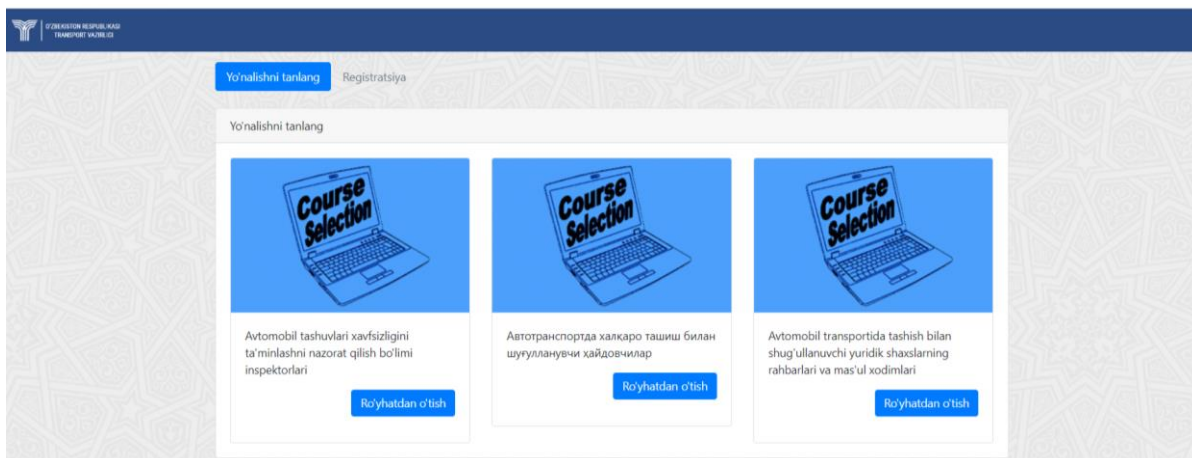 O'ZBEKISTON RESPUBLIKASI
TRANSPORT VAZIRLIGI
Yo'nalishni tanlang
Registratsiya
Yo'nalishni tanlang
Course
Selection
Avtomobil tashuvlari xavfsizligini
ta'minlashni nazorat qilish bo'limi
inspektorlari
Ro'yhatdan o'tish
Course
Selection
Автотранспортда халқаро ташиш билан
шуғулланувчи ҳайдовчилар
Ro'yhatdan o'tish
Course
Selection
Avtomobil transportida tashish bilan
shug'ullanuvchi yuridik shaxslarning
rahbarlari va mas'ul xodimlari
Ro'yhatdan o'tish